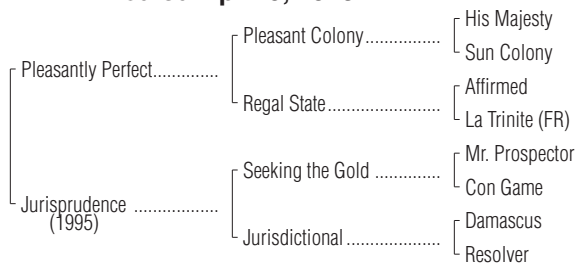 His Majesty
Pleasant Colony
Sun Colony
Pleasantly Perfect
Affirmed
Regal State
La Trinite (FR)
Mr. Prospector
Seeking the Gold
Con Game
Jurisprudence
(1995)
Damascus
Jurisdictional
Resolver